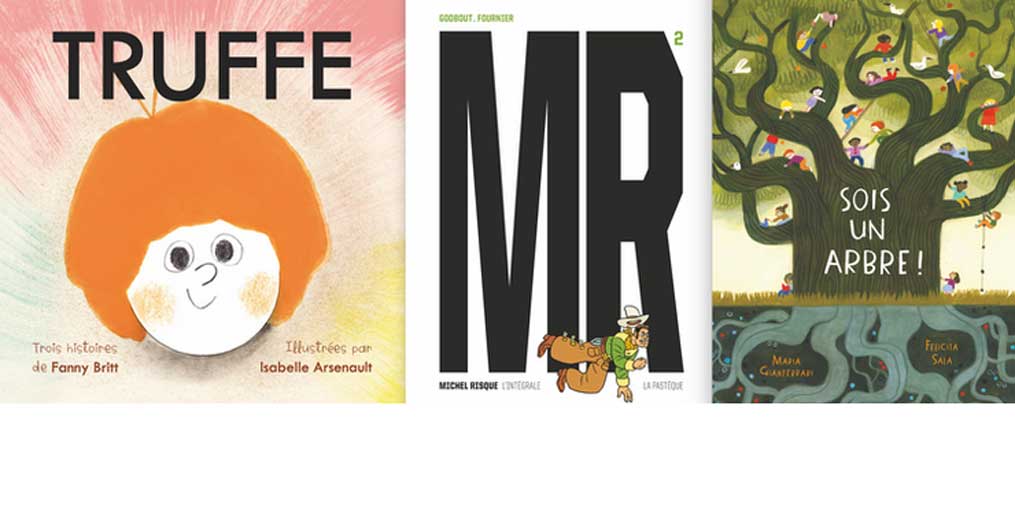 TRUFFE
Trois histoires
de Fanny Britt
Illustrées par
Isabelle Arsenault
GODBOUT. FOURNIER
MR
2
MICHEL RISQUE L'INTÉGRALE
LA PASTÈQUE
SOIS
UN
ARBRE!
MARIA
GIANFERRARI
FELICITA
SALA